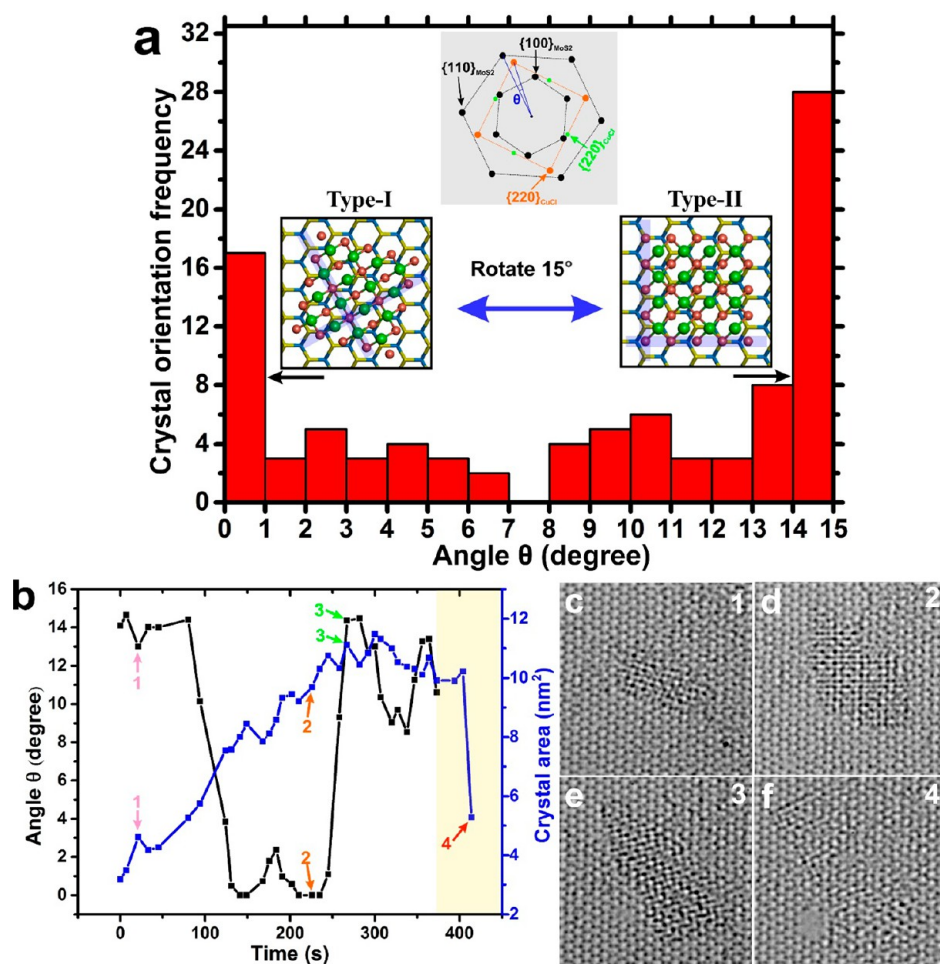 a
32
28
24
20
16
12
8
4
0
Crystal orientation frequency
{110}MoS2
{100}MoS2
θ
{220}CuCl
{220}CuCl
Type-I
Type-II
Rotate 15°
0 1 2 3 4 5 6 7 8 9 10 11 12 13 14 15
Angle θ (degree)
b
16
14
12
10
8
6
4
2
0
Angle θ (degree)
1
1
2
2
3
3
4
12
10
8
6
4
2
Crystal area (nm2)
0 100 200 300 400
Time (s)
c 1
d 2
e 3
f 4